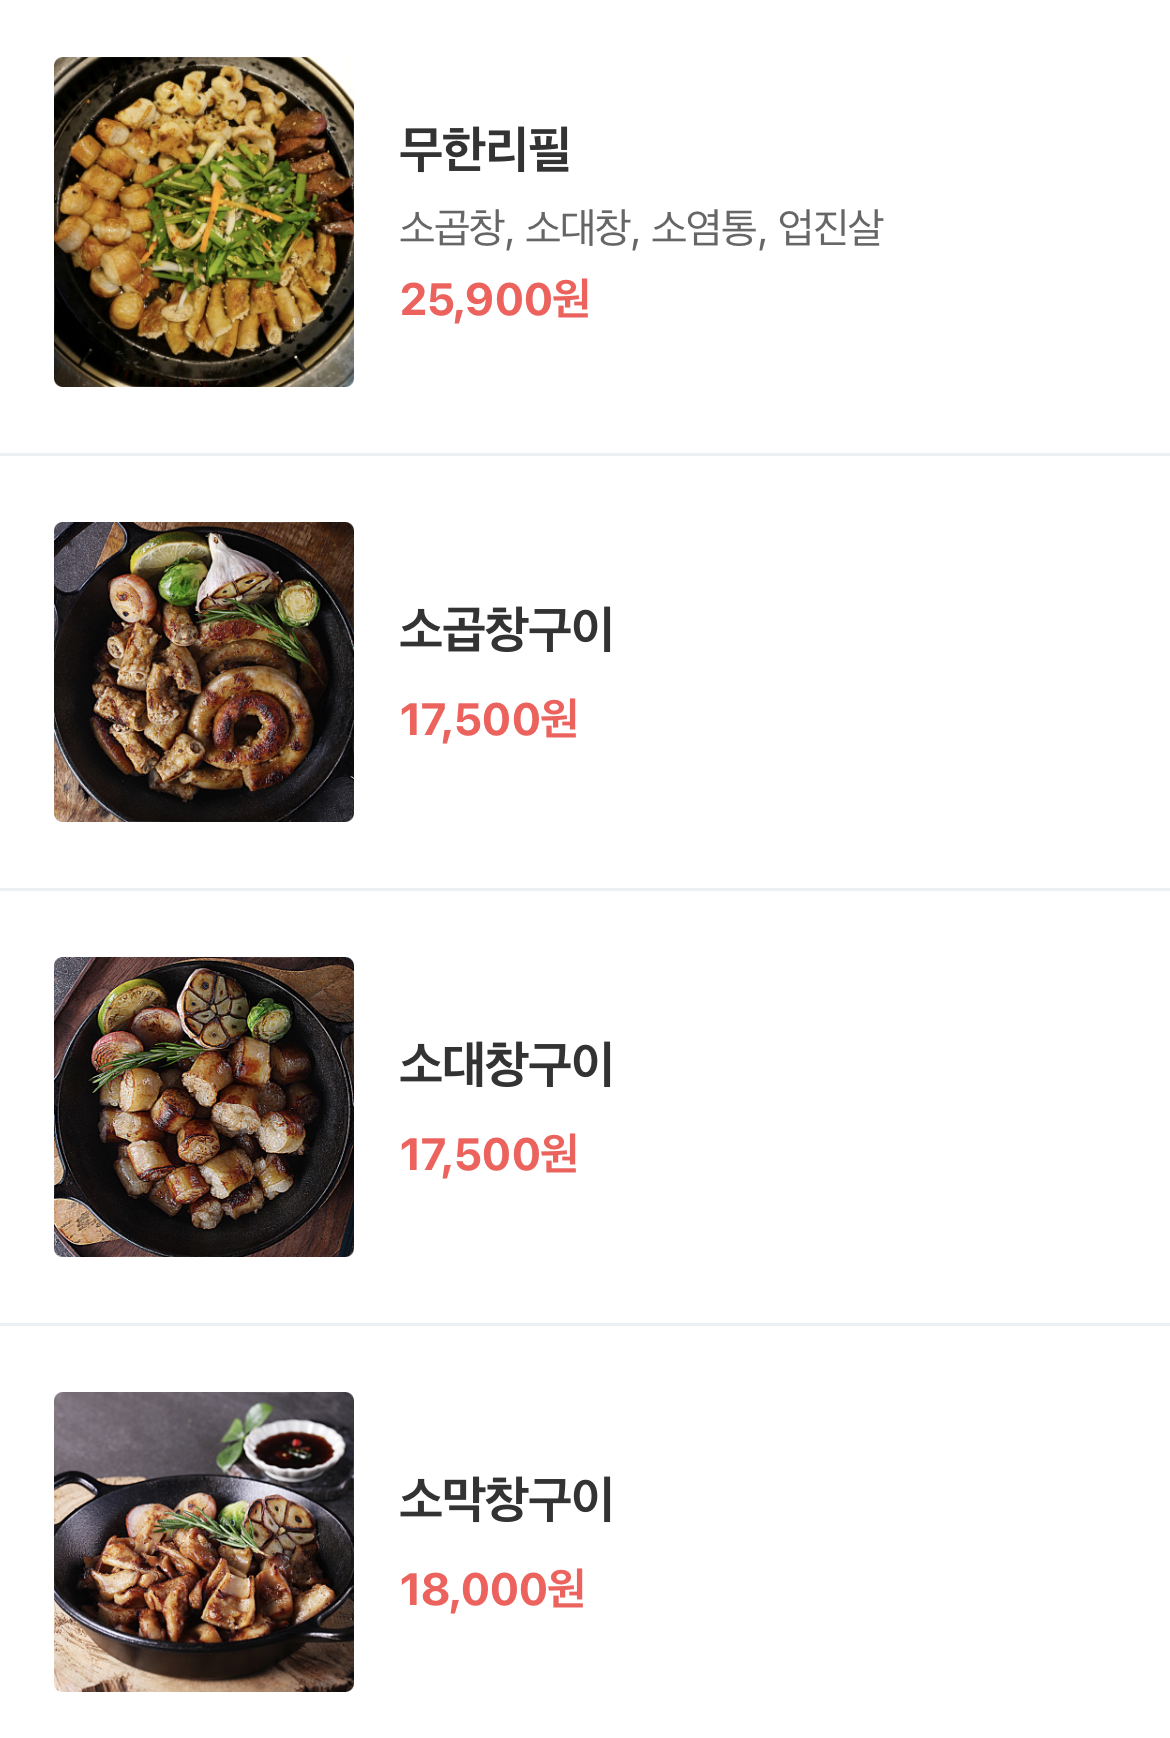 무한리필
소곱창, 소대창, 소염통, 업진살
25,900원
소곱창구이
17,500원
소대창구이
17,500원
소막창구이
18,000원